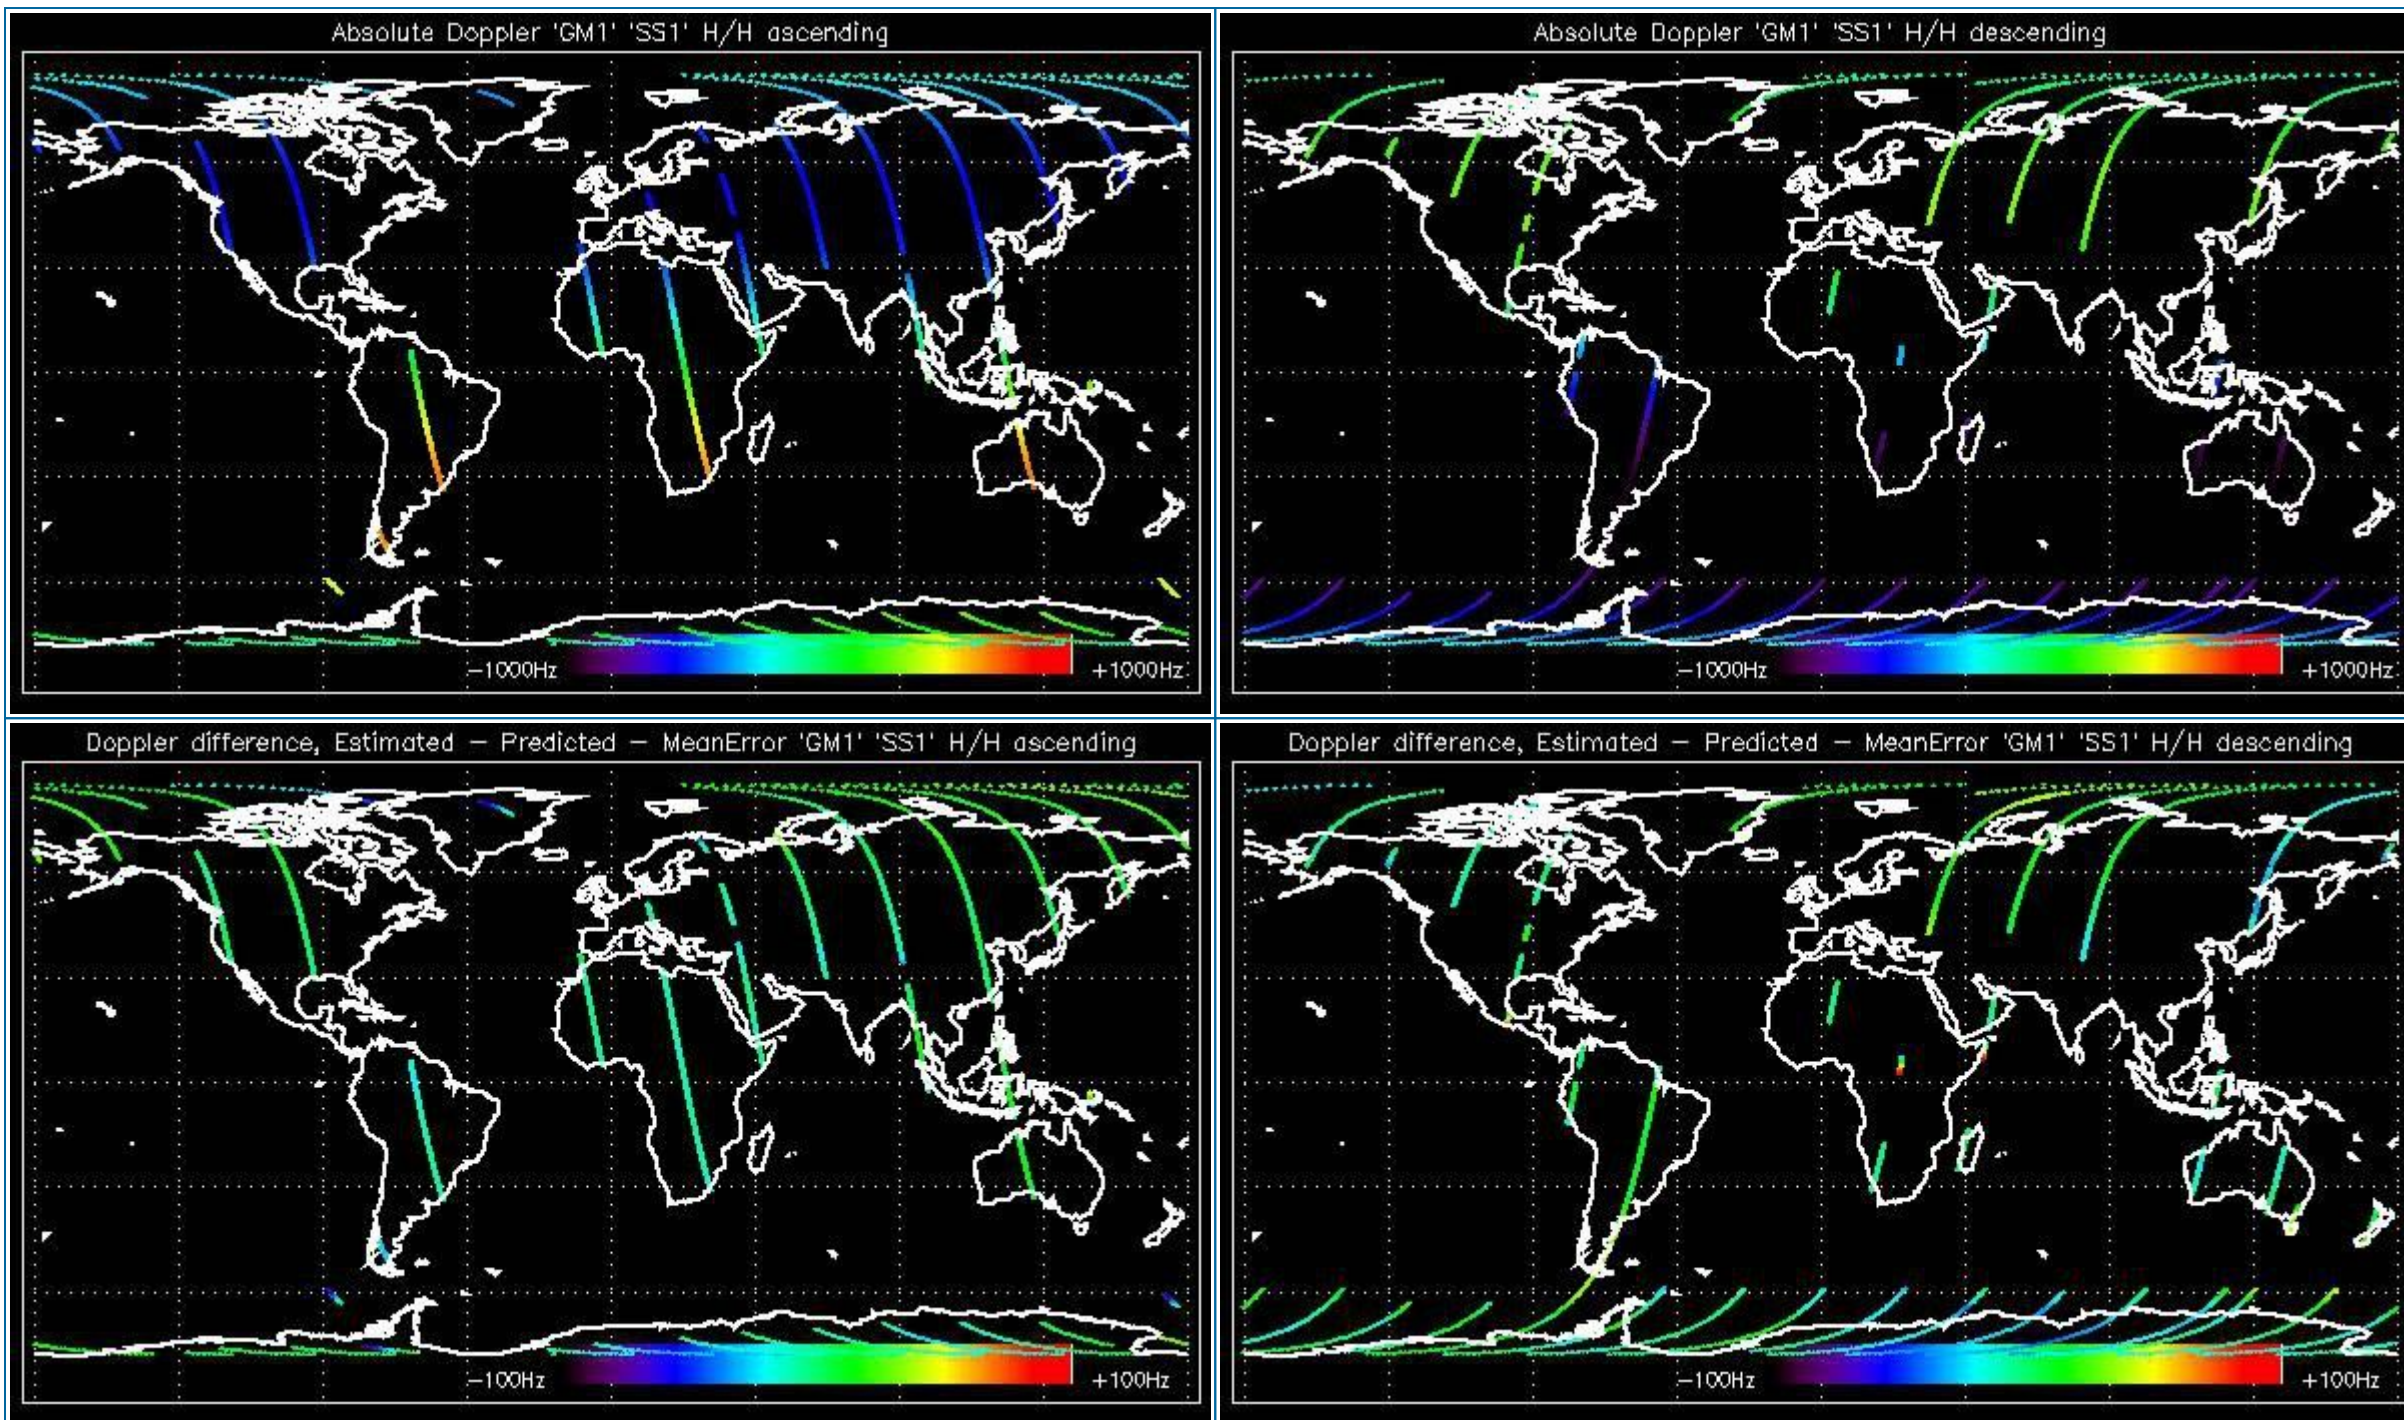 Absolute Doppler 'GM1' 'SS1' H/H ascending
−1000Hz
+1000Hz
Absolute Doppler 'GM1' 'SS1' H/H descending
−1000Hz
+1000Hz
Doppler difference, Estimated − Predicted − MeanError 'GM1' 'SS1' H/H ascending
−100Hz
+100Hz
Doppler difference, Estimated − Predicted − MeanError 'GM1' 'SS1' H/H descending
−100Hz
+100Hz